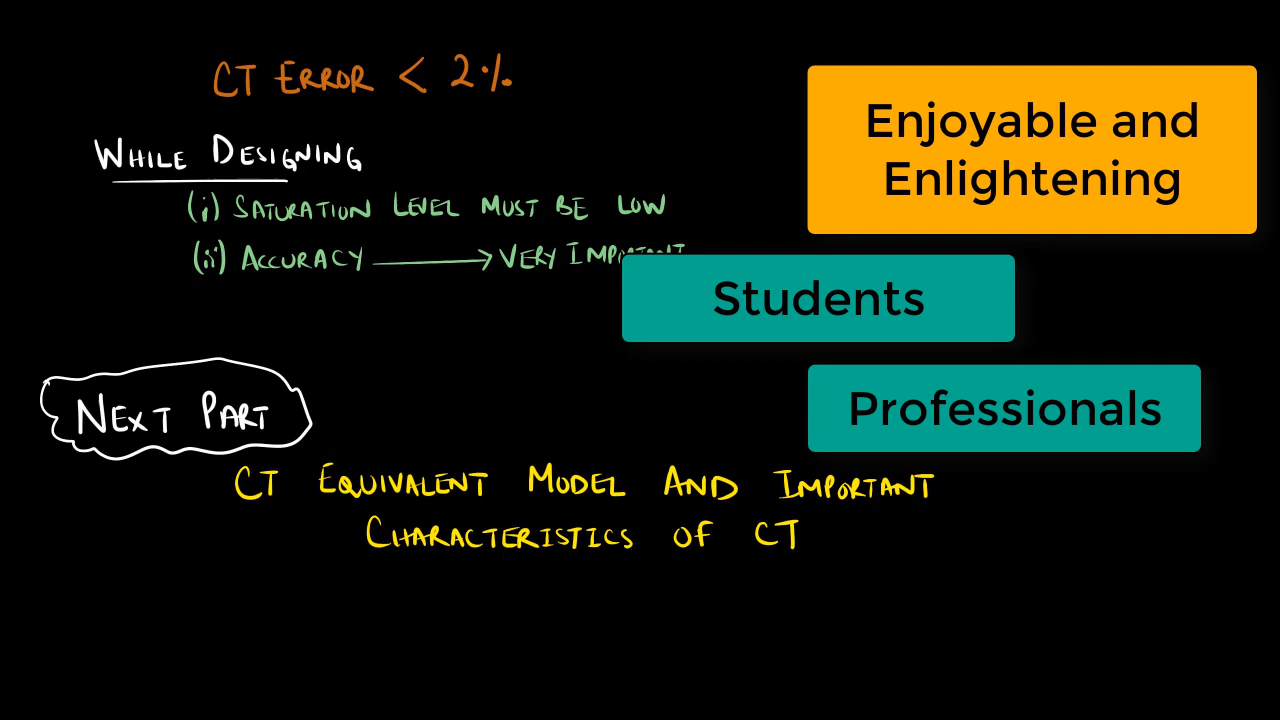 CT ERROR < 2%
WHILE DESIGNING
(i) SATURATION LEVEL MUST BE LOW
(ii) ACCURACY → VERY IMPORTANT
NEXT PART
CT EQUIVALENT MODEL AND IMPORTANT
CHARACTERISTICS OF CT
Enjoyable and
Enlightening
Students
Professionals